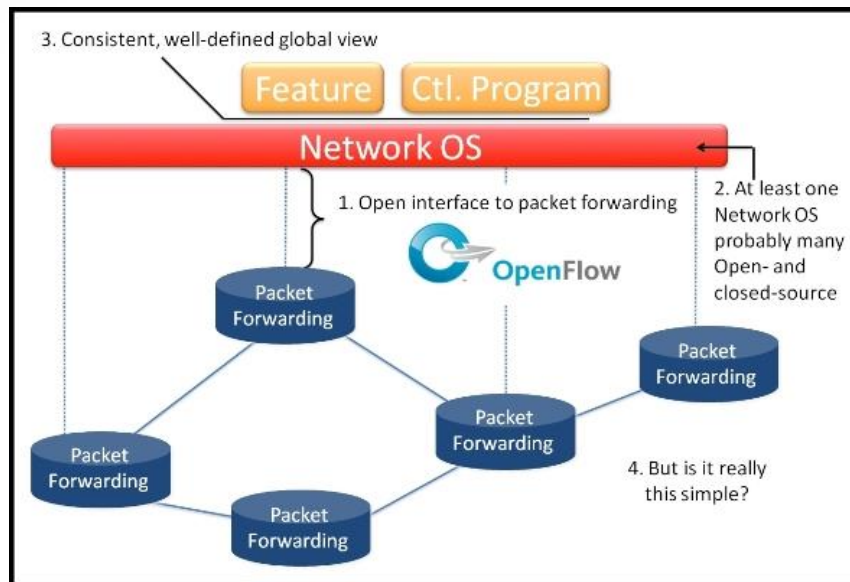 3. Consistent, well-defined global view
Feature
Ctl. Program
Network OS
1. Open interface to packet forwarding
2. At least one
Network OS
probably many
Open- and
closed-source
OpenFlow
Packet
Forwarding
Packet
Forwarding
Packet
Forwarding
Packet
Forwarding
Packet
Forwarding
4. But is it really
this simple?